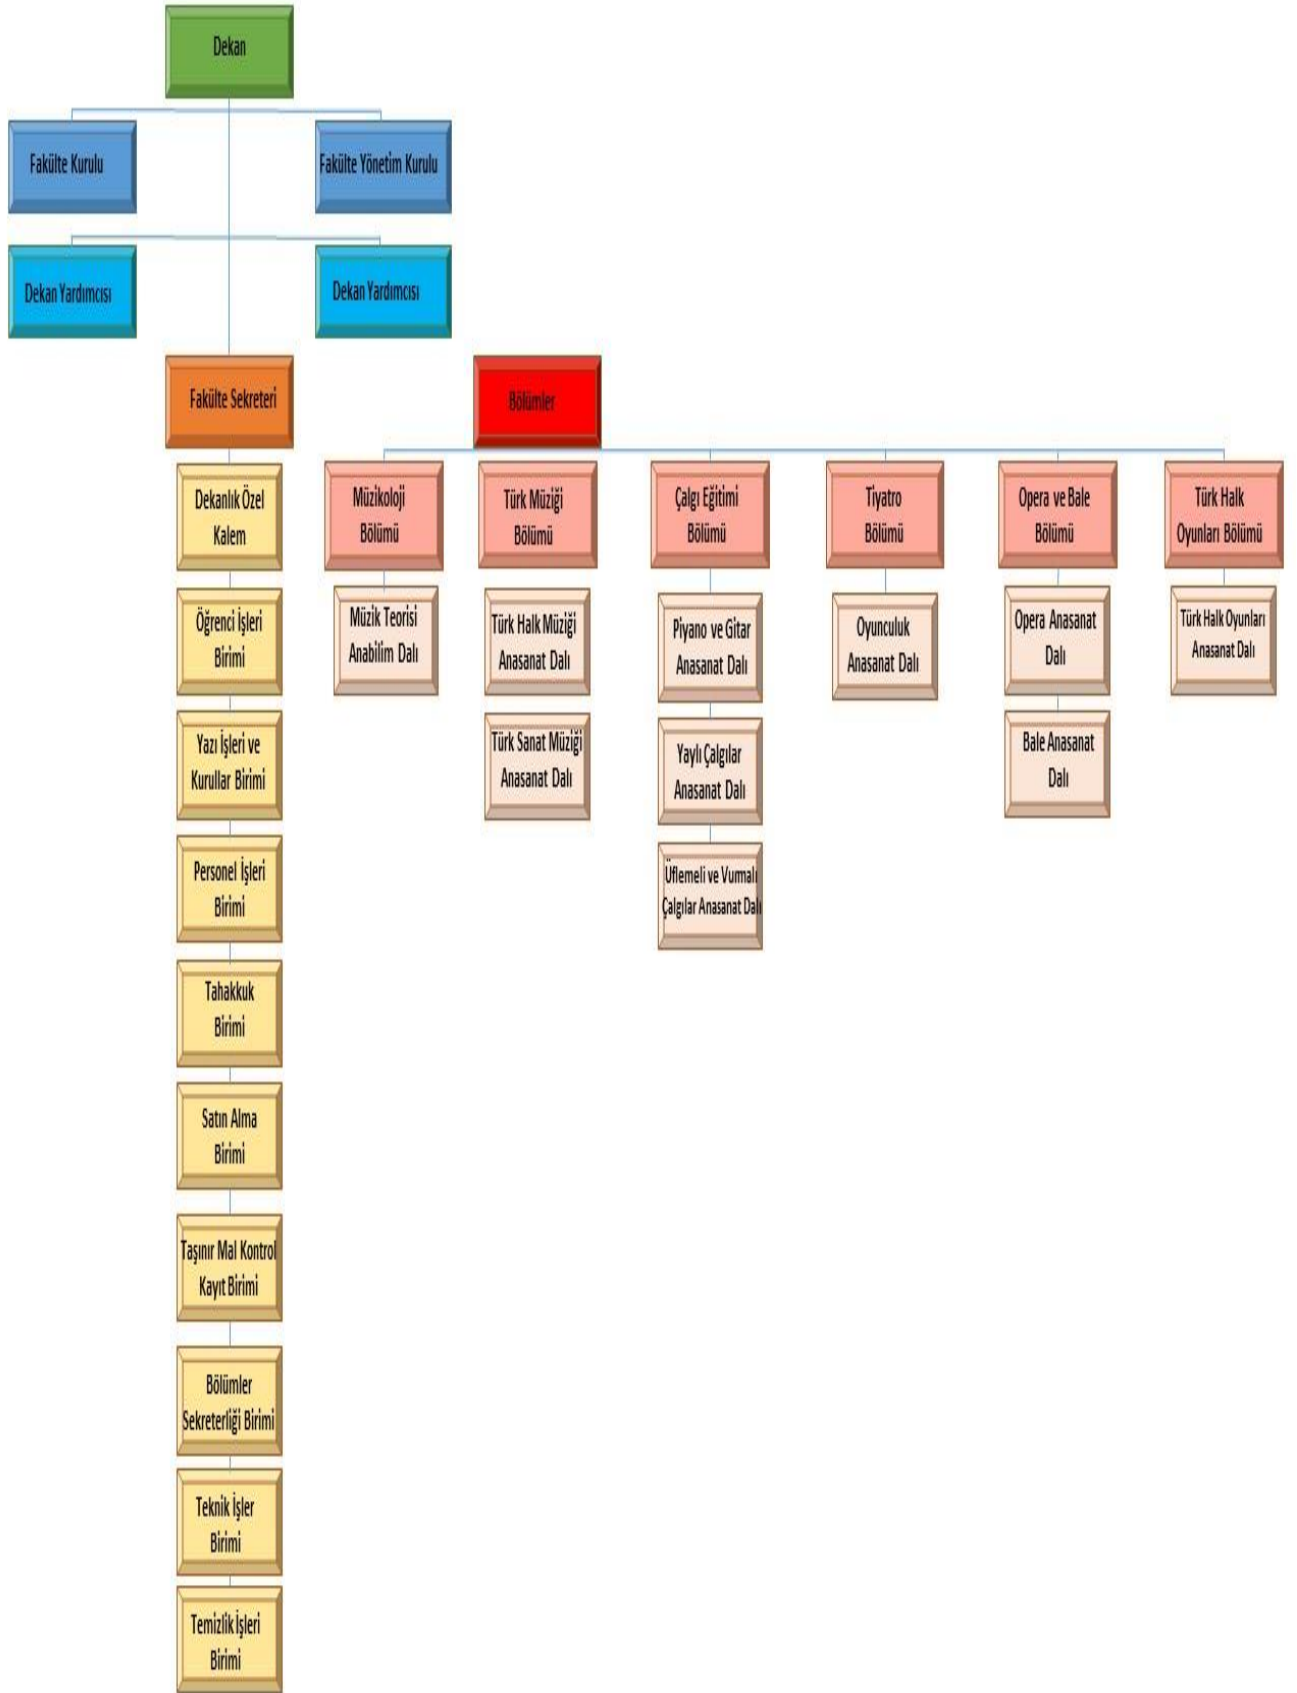 Dekan
Fakülte Kurulu
Fakülte Yönetim Kurulu
Dekan Yardımcısı
Dekan Yardımcısı
Fakülte Sekreteri
Dekanlık Özel
Kalem
Öğrenci İşleri
Birimi
Yazı İşleri ve
Kurullar Birimi
Personel İşleri
Birimi
Tahakkuk
Birimi
Satın Alma
Birimi
Taşınır Mal Kontrol
Kayıt Birimi
Bölümler
Sekreterliği Birimi
Teknik İşler
Birimi
Temizlik İşleri
Birimi
Bölümler
Müzikoloji
Bölümü
Müzik Teorisi
Anabilim Dalı
Türk Müziği
Bölümü
Türk Halk Müziği
Anasanat Dalı
Türk Sanat Müziği
Anasanat Dalı
Çalgı Eğitimi
Bölümü
Piyano ve Gitar
Anasanat Dalı
Yaylı Çalgılar
Anasanat Dalı
Üflemeli ve Vurmalı
Çalgılar Anasanat Dalı
Tiyatro
Bölümü
Oyunculuk
Anasanat Dalı
Opera ve Bale
Bölümü
Opera Anasanat
Dalı
Bale Anasanat
Dalı
Türk Halk
Oyunları Bölümü
Türk Halk Oyunları
Anasanat Dalı